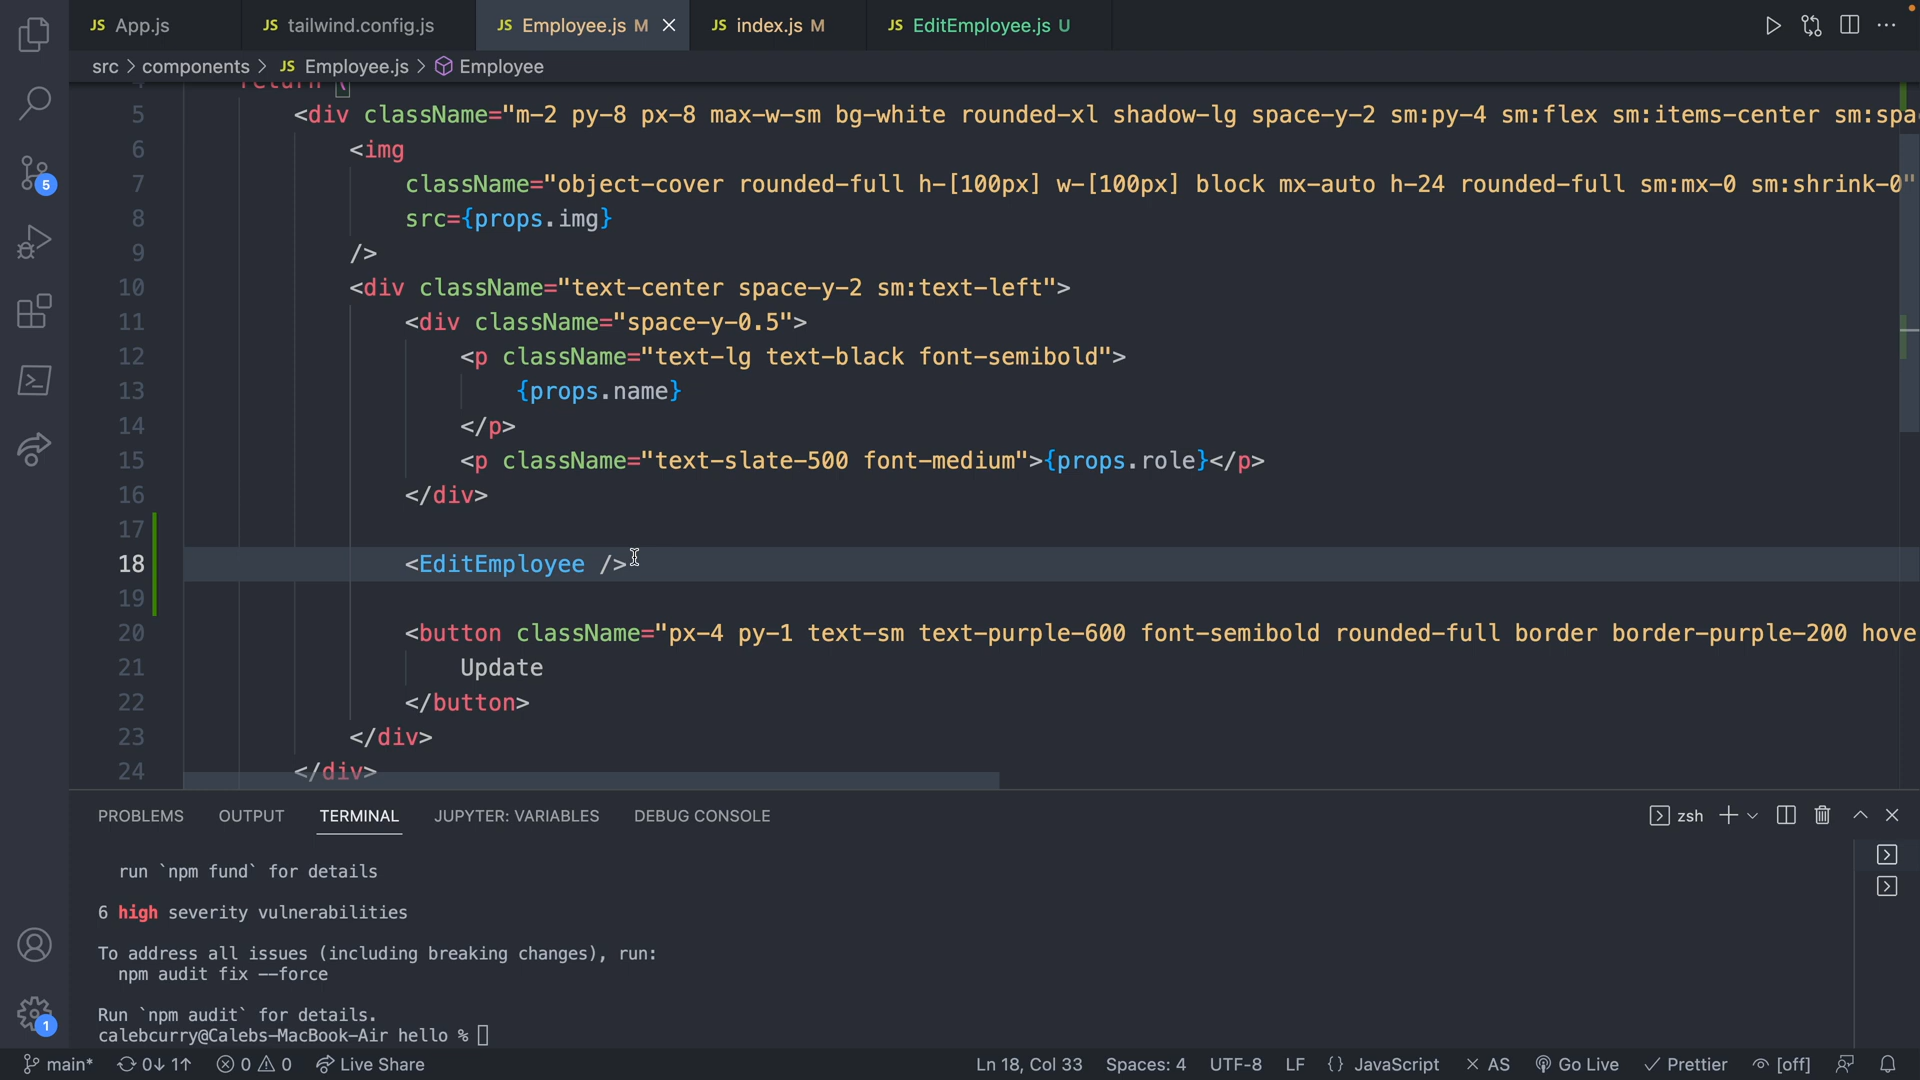 JS App.js
JS tailwind.config.js
JS Employee.js M
JS index.js M
JS EditEmployee.js U
src > components > JS Employee.js > Employee
return (
5 <div className="m-2 py-8 px-8 max-w-sm bg-white rounded-xl shadow-lg space-y-2 sm:py-4 sm:flex sm:items-center sm:spa
6 <img
7 className="object-cover rounded-full h-[100px] w-[100px] block mx-auto h-24 rounded-full sm:mx-0 sm:shrink-0"
8 src={props.img}
9 />
10 <div className="text-center space-y-2 sm:text-left">
11 <div className="space-y-0.5">
12 <p className="text-lg text-black font-semibold">
13 {props.name}
14 </p>
15 <p className="text-slate-500 font-medium">{props.role}</p>
16 </div>
17
18 <EditEmployee />
19
20 <button className="px-4 py-1 text-sm text-purple-600 font-semibold rounded-full border border-purple-200 hove
21 Update
22 </button>
23 </div>
24 </div>
5
1
PROBLEMS OUTPUT TERMINAL JUPYTER: VARIABLES DEBUG CONSOLE
zsh
run `npm fund` for details
6 high severity vulnerabilities
To address all issues (including breaking changes), run:
npm audit fix --force
Run `npm audit` for details.
calebcurry@Calebs-MacBook-Air hello %
main* 0↓ 1↑ 0 0 Live Share
Ln 18, Col 33 Spaces: 4 UTF-8 LF {} JavaScript × AS Go Live ✓ Prettier [off]